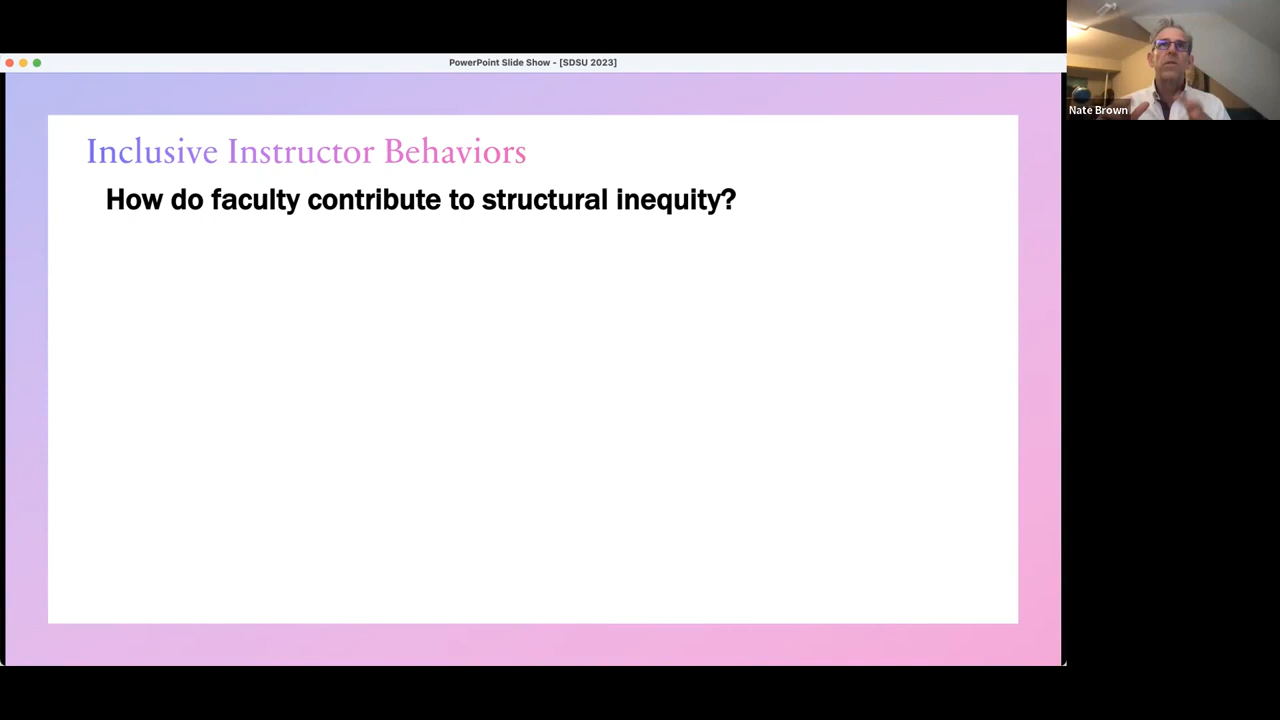 PowerPoint Slide Show - [SDSU 2023]
Inclusive Instructor Behaviors
How do faculty contribute to structural inequity?
Nate Brown